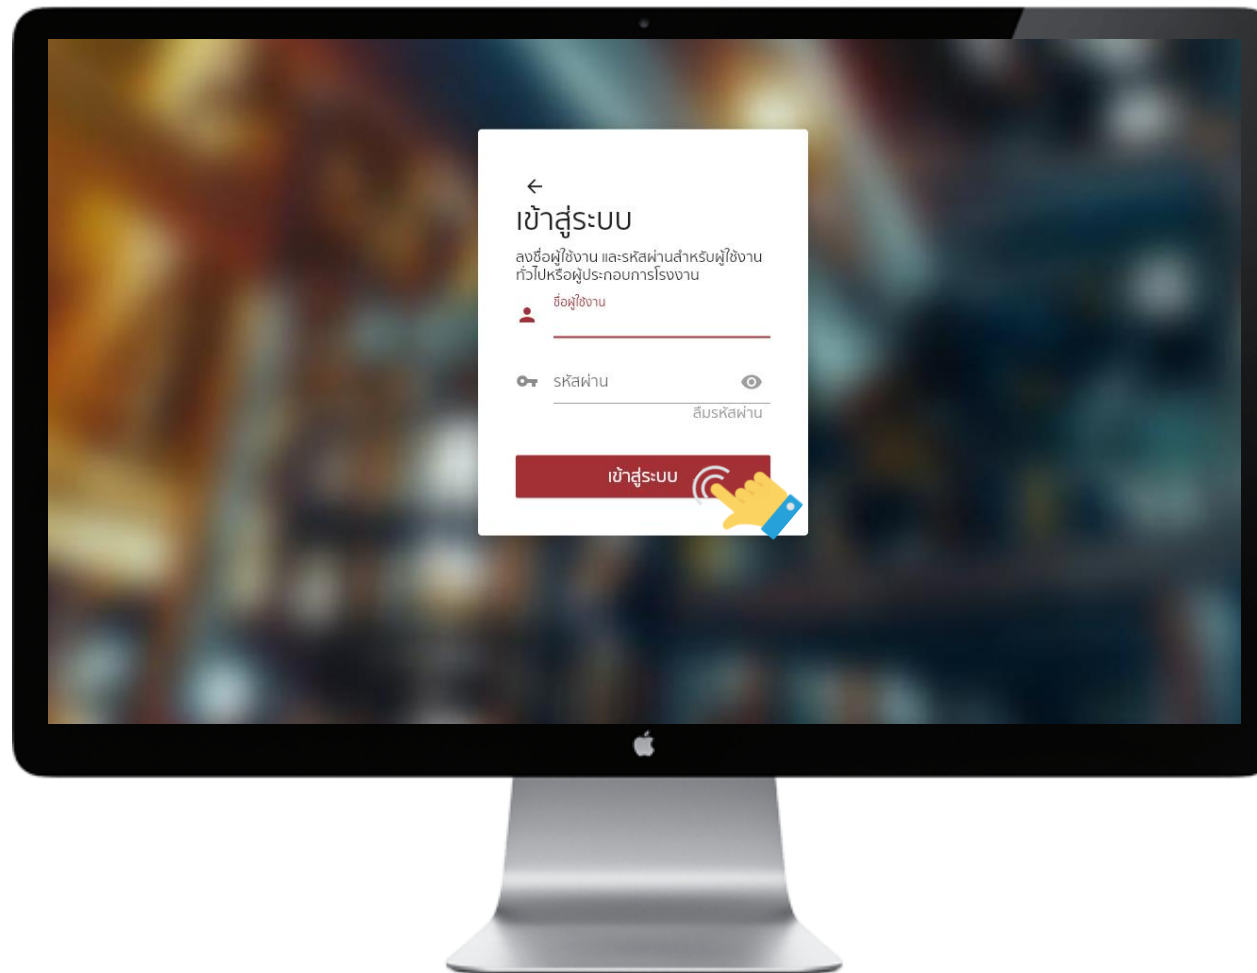 เข้าสู่ระบบ
ลงชื่อผู้ใช้งาน และรหัสผ่านสำหรับผู้ใช้งาน
ทั่วไปหรือผู้ประกอบการโรงงาน
ชื่อผู้ใช้งาน
รหัสผ่าน
ลืมรหัสผ่าน
เข้าสู่ระบบ